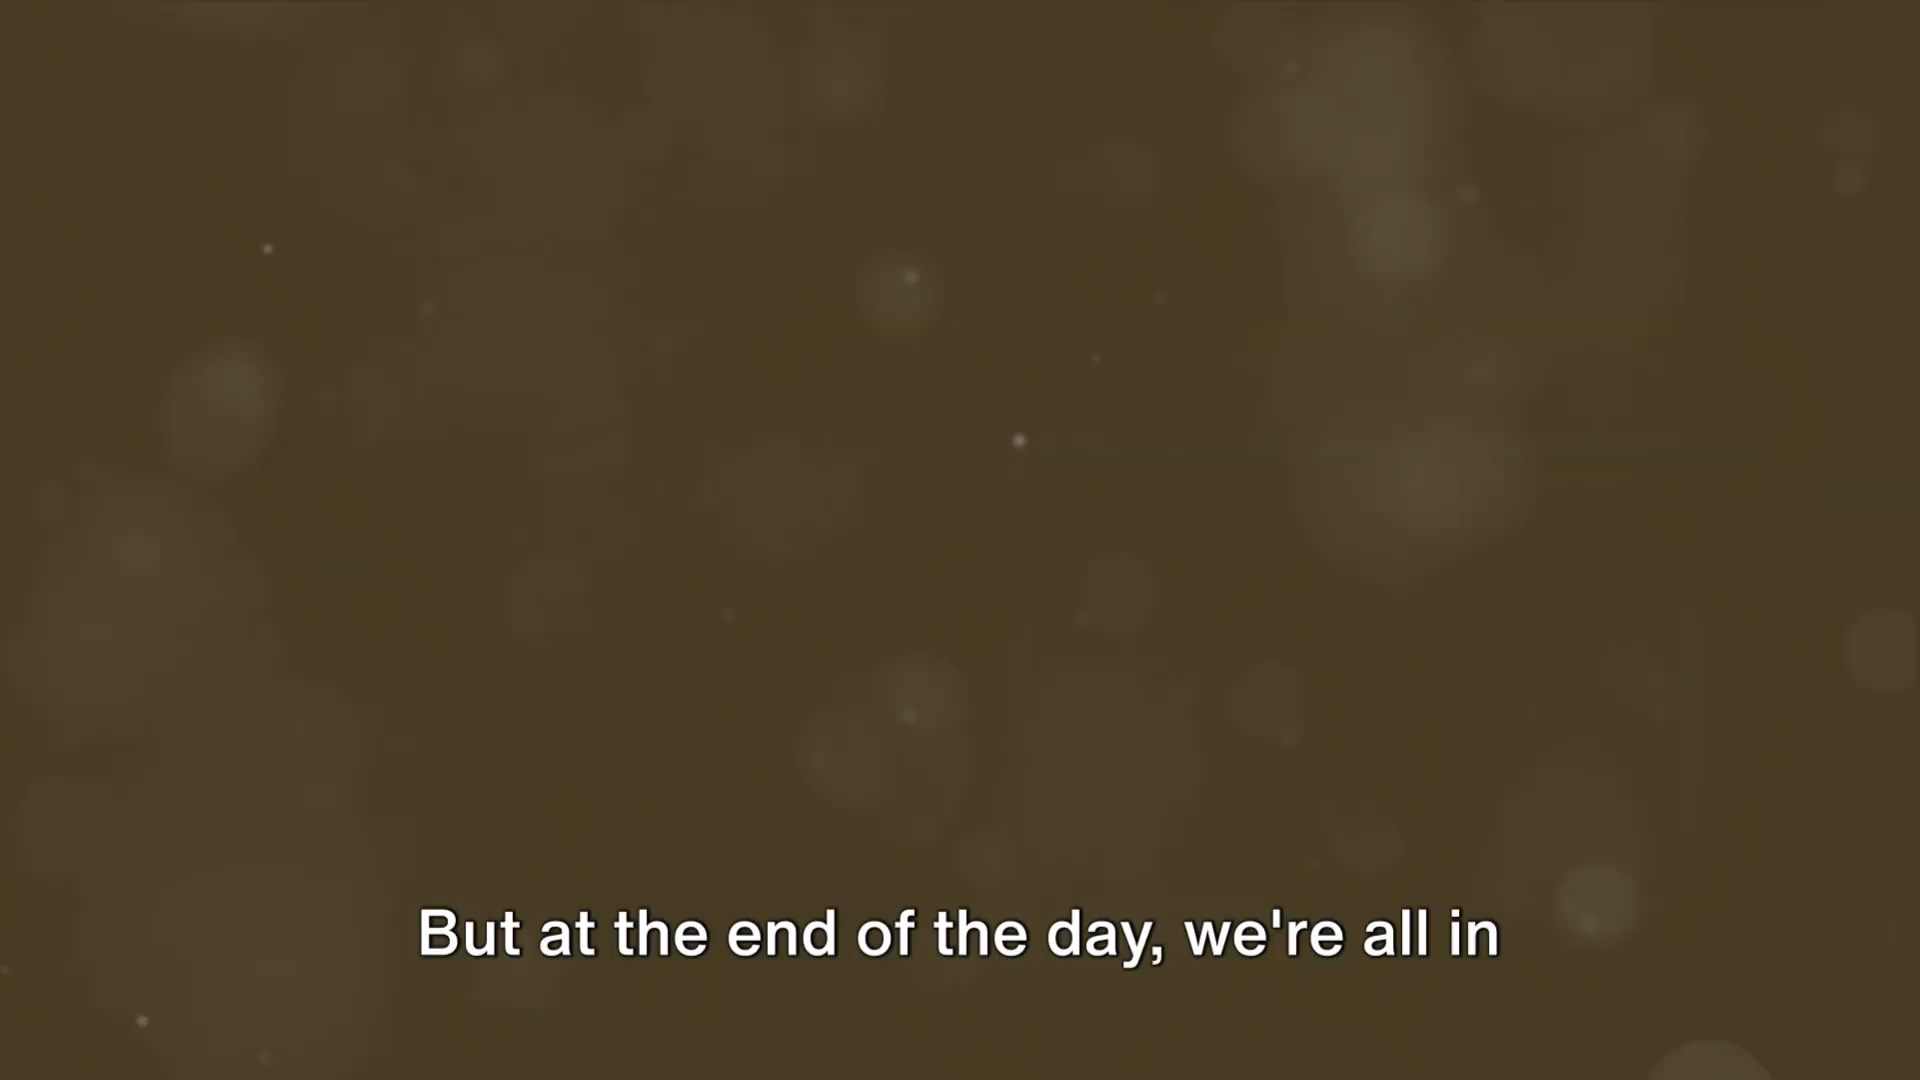 But at the end of the day, we're all in